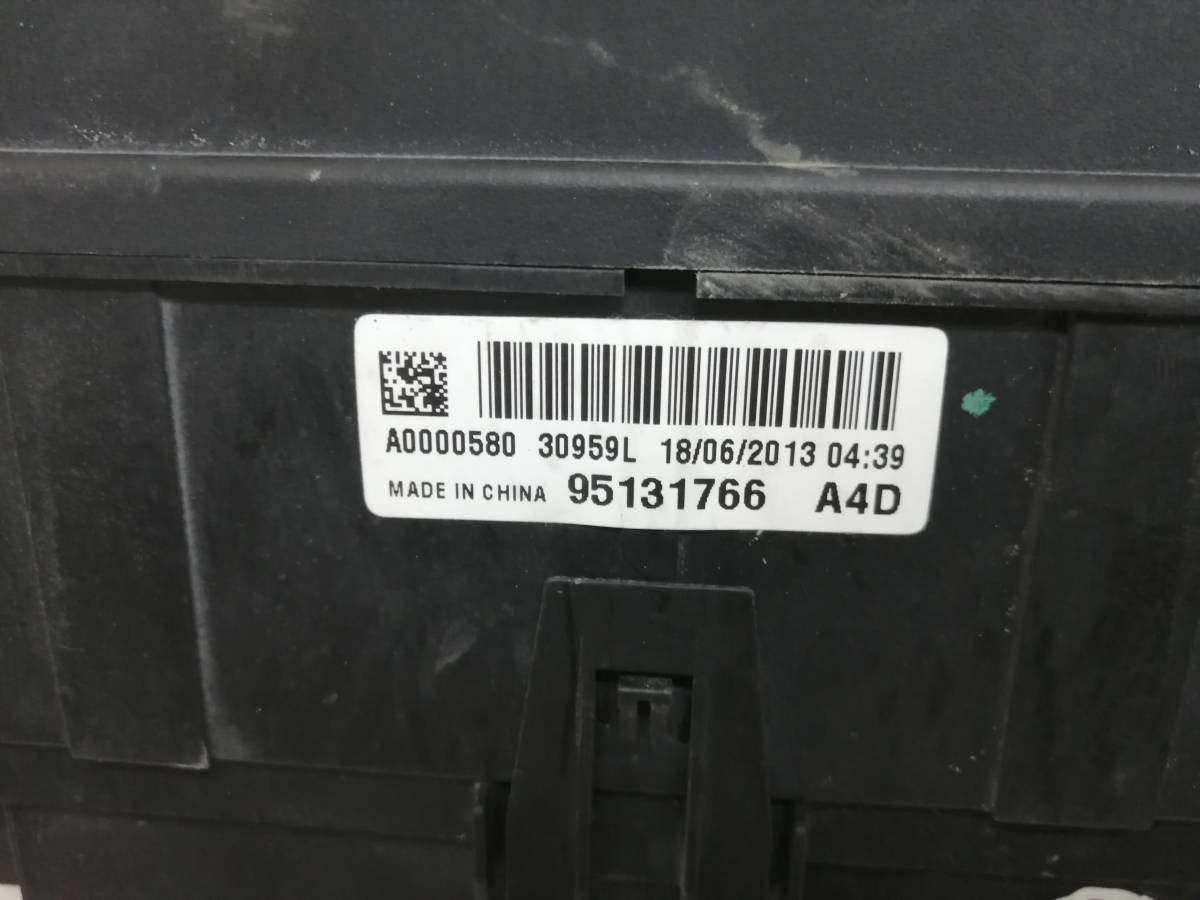 A0000580 30959L 18/06/2013 04:39
MADE IN CHINA 95131766 A4D